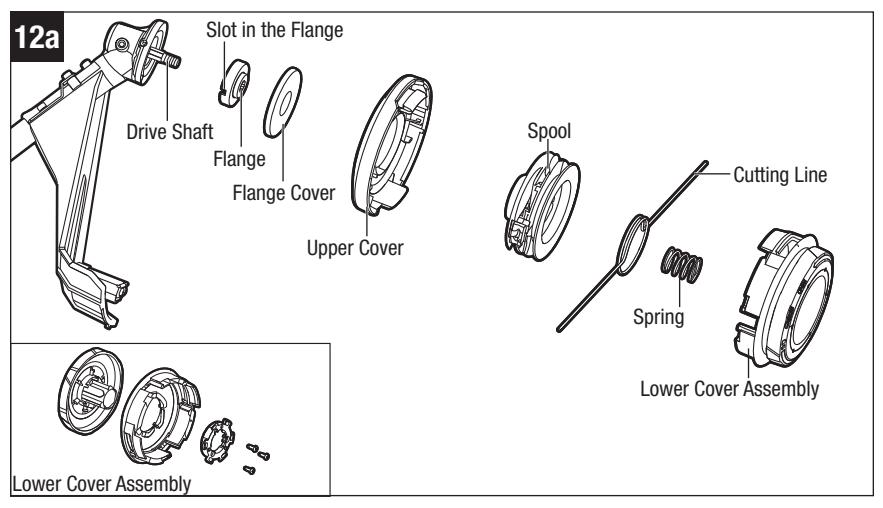 12a
Slot in the Flange
Drive Shaft
Flange
Flange Cover
Upper Cover
Spool
Cutting Line
Spring
Lower Cover Assembly
Lower Cover Assembly